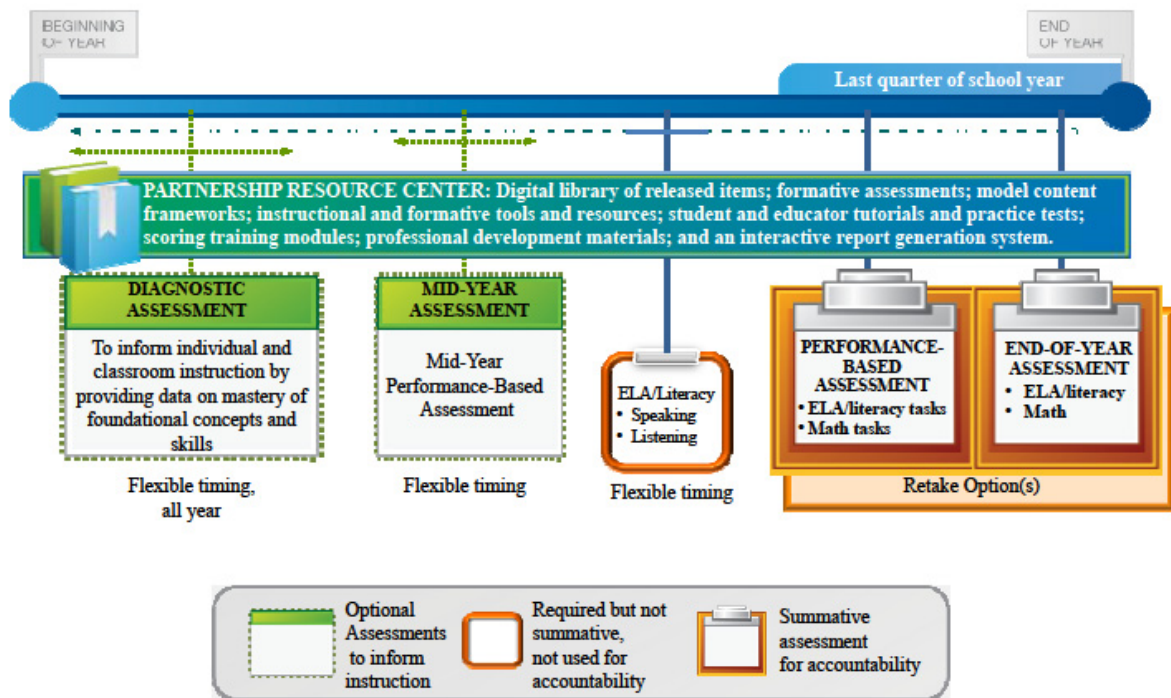 BEGINNING
OF YEAR
END
OF YEAR
Last quarter of school year
PARTNERSHIP RESOURCE CENTER: Digital library of released items; formative assessments; model content
frameworks; instructional and formative tools and resources; student and educator tutorials and practice tests;
scoring training modules; professional development materials; and an interactive report generation system.
DIAGNOSTIC
ASSESSMENT
To inform individual and
classroom instruction by
providing data on mastery of
foundational concepts and
skills
Flexible timing,
all year
MID-YEAR
ASSESSMENT
Mid-Year
Performance-Based
Assessment
Flexible timing
ELA/Literacy
• Speaking
• Listening
Flexible timing
PERFORMANCE-
BASED
ASSESSMENT
• ELA/literacy tasks
• Math tasks
END-OF-YEAR
ASSESSMENT
• ELA/literacy
• Math
Retake Option(s)
Optional
Assessments
to inform
instruction
Required but not
summative,
not used for
accountability
Summative
assessment
for accountability